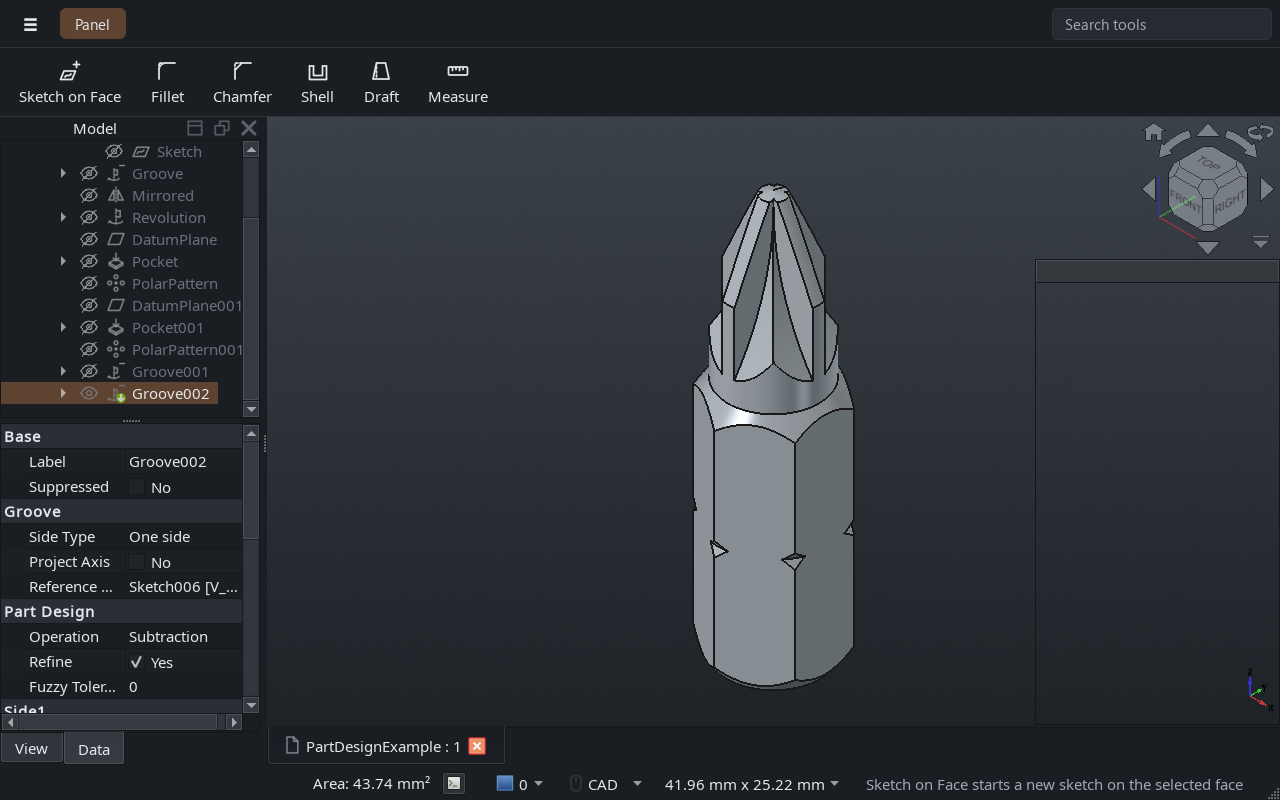 Panel
Search tools
Sketch on Face
Fillet
Chamfer
Shell
Draft
Measure
Model
Sketch
Groove
Mirrored
Revolution
DatumPlane
Pocket
PolarPattern
DatumPlane001
Pocket001
PolarPattern001
Groove001
Groove002
Base
Label Groove002
Suppressed No
Groove
Side Type One side
Project Axis No
Reference ... Sketch006 [V_...
Part Design
Operation Subtraction
Refine Yes
Fuzzy Toler... 0
Side1
View
Data
TOP
FRONT
RIGHT
Z
Y
X
PartDesignExample : 1
Area: 43.74 mm²
0
CAD
41.96 mm x 25.22 mm
Sketch on Face starts a new sketch on the selected face